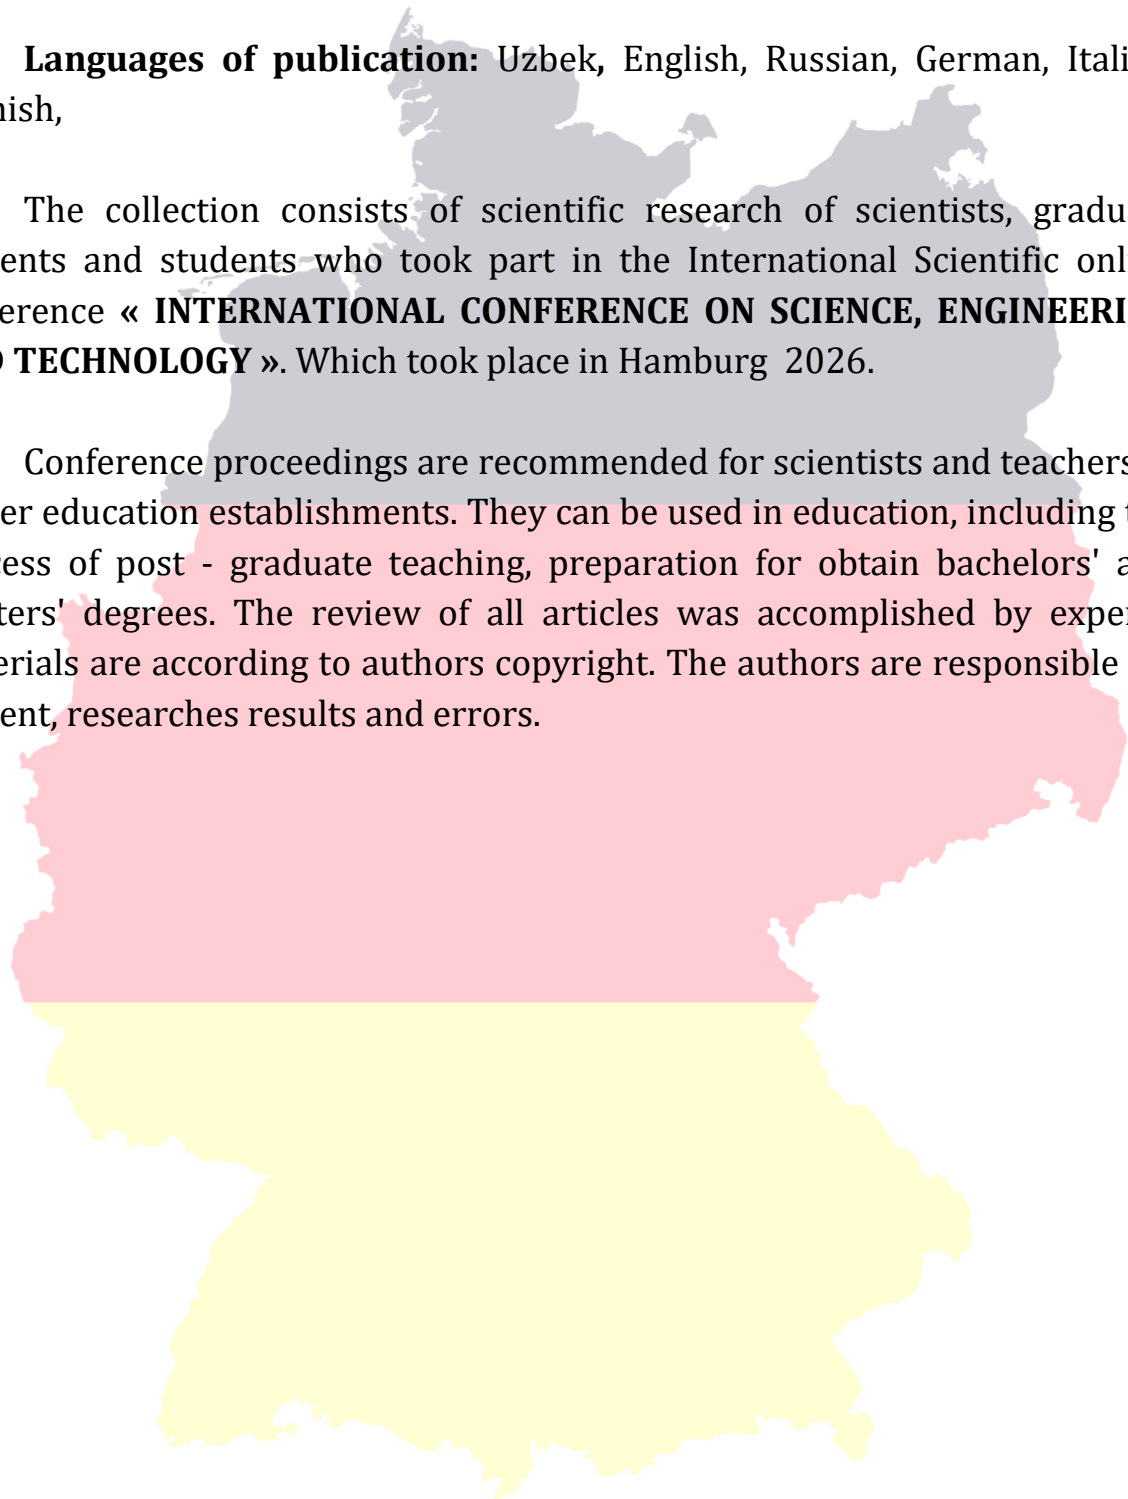 Languages of publication: Uzbek, English, Russian, German, Itali
nish,
The collection consists of scientific research of scientists, gradu
ents and students who took part in the International Scientific onl
erence « INTERNATIONAL CONFERENCE ON SCIENCE, ENGINEERI
TECHNOLOGY ». Which took place in Hamburg 2026.
Conference proceedings are recommended for scientists and teachers
er education establishments. They can be used in education, including t
cess of post - graduate teaching, preparation for obtain bachelors' a
ters' degrees. The review of all articles was accomplished by exper
erials are according to authors copyright. The authors are responsible
ent, researches results and errors.